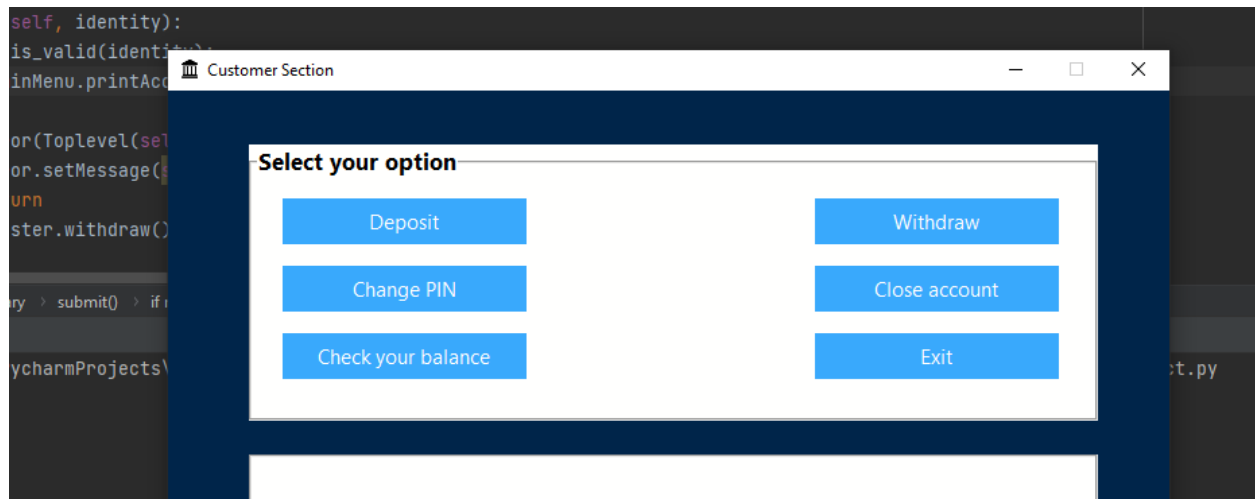 self, identity):
is_valid(identity):
inMenu.printAcc
or(Toplevel(sel
or.setMessage(
urn
ster.withdraw()
Customer Section
Select your option
Deposit
Withdraw
Change PIN
Close account
Check your balance
Exit
ary > submit() > if
ycharmProjects\
ct.py